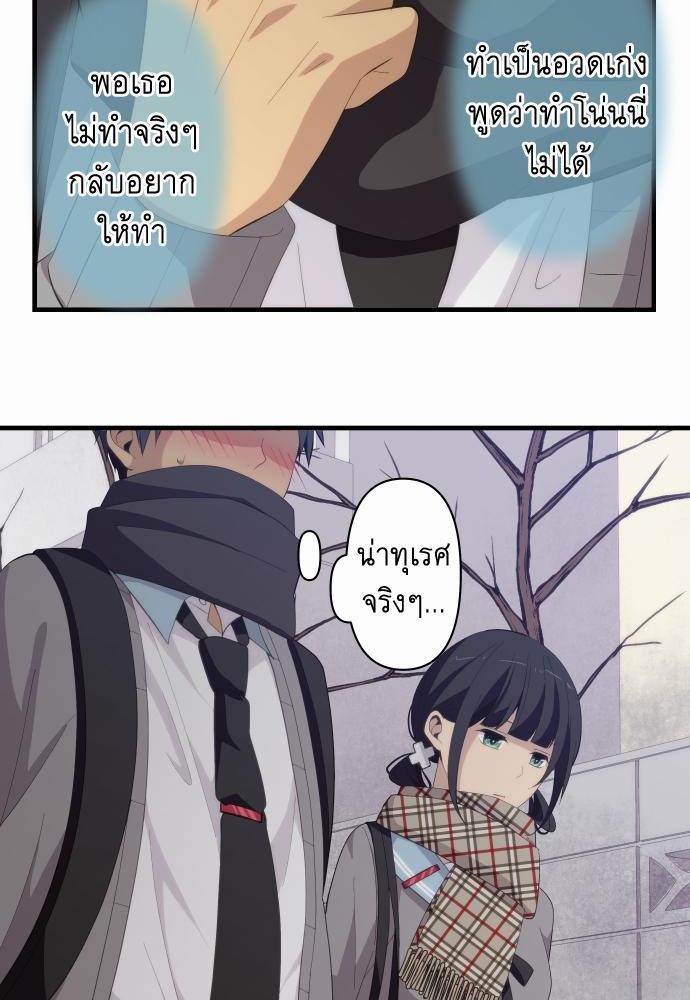 ทำเป็นอวดเก่ง
พูดว่าทำโน่นนี่
ไม่ได้
พอเธอ
ไม่ทำจริงๆ
กลับอยาก
ให้ทำ
น่าทุเรศ
จริงๆ...